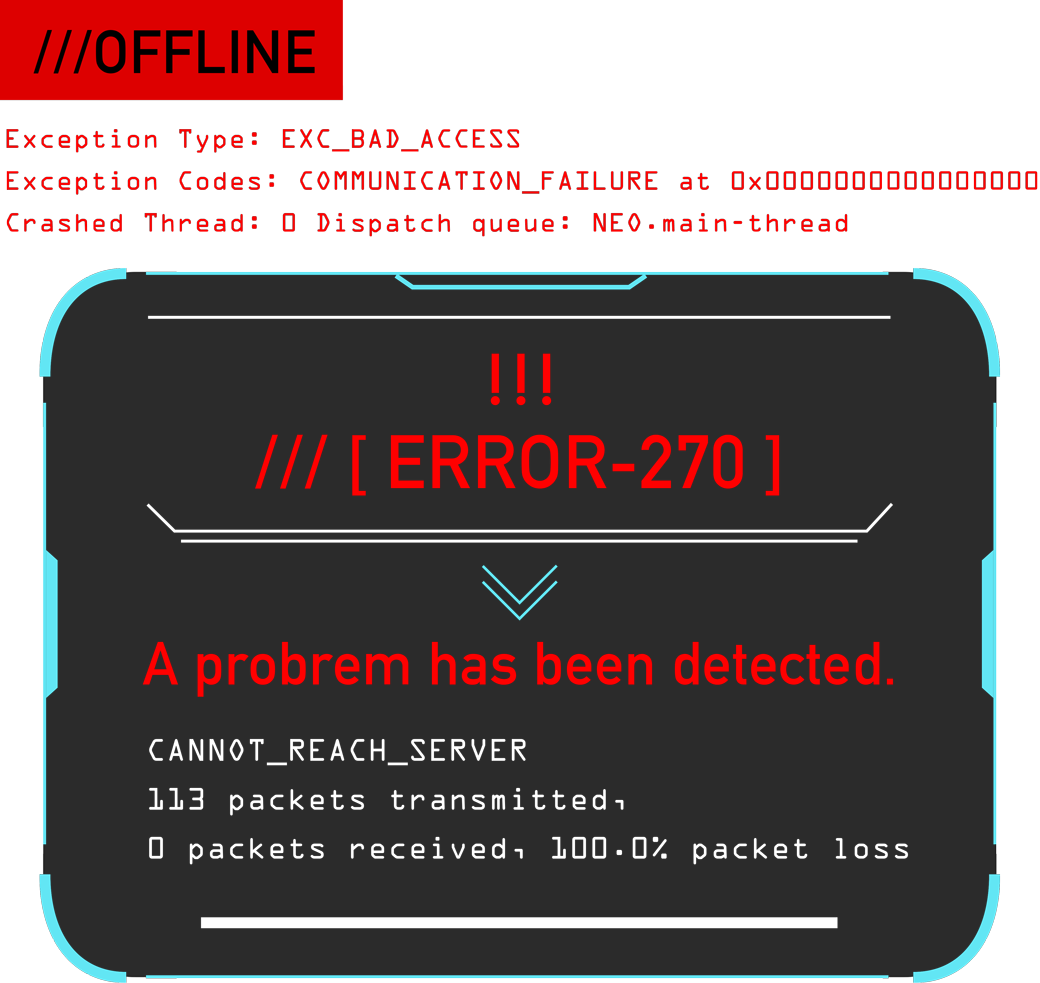 ///OFFLINE
Exception Type: EXC_BAD_ACCESS
Exception Codes: COMMUNICATION_FAILURE at 0x0000000000000000
Crashed Thread: 0 Dispatch queue: NEO.main-thread
!!!
/// [ ERROR-270 ]
A probrem has been detected.
CANNOT_REACH_SERVER
113 packets transmitted,
0 packets received, 100.0% packet loss